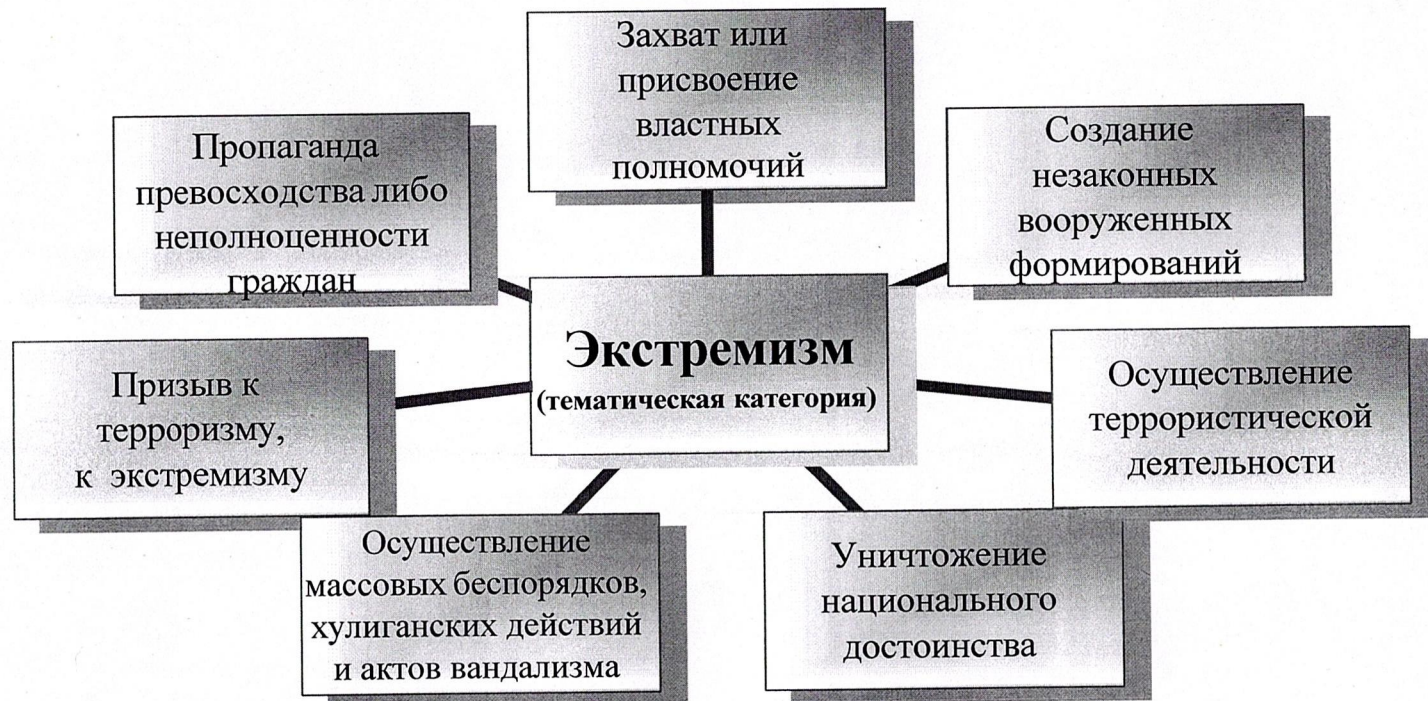 Захват или
присвоение
властных
полномочий
Пропаганда
превосходства либо
неполноценности
граждан
Создание
незаконных
вооруженных
формирований
Экстремизм
(тематическая категория)
Призыв к
терроризму,
к экстремизму
Осуществление
террористической
деятельности
Осуществление
массовых беспорядков,
хулиганских действий
и актов вандализма
Уничтожение
национального
достоинства